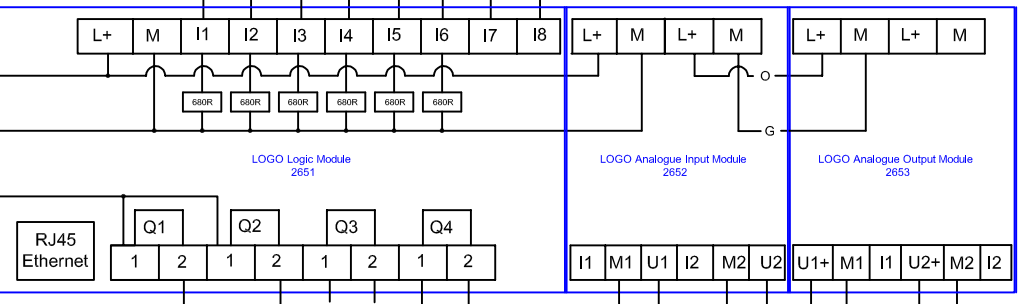 L+ M I1 I2 I3 I4 I5 I6 I7 I8 L+ M L+ M L+ M L+ M
O
680R 680R 680R 680R 680R 680R
G
LOGO Logic Module
2651
LOGO Analogue Input Module
2652
LOGO Analogue Output Module
2653
Q1 Q2 Q3 Q4
RJ45
Ethernet
1 2 1 2 1 2 1 2 I1 M1 U1 I2 M2 U2 U1+ M1 I1 U2+ M2 I2